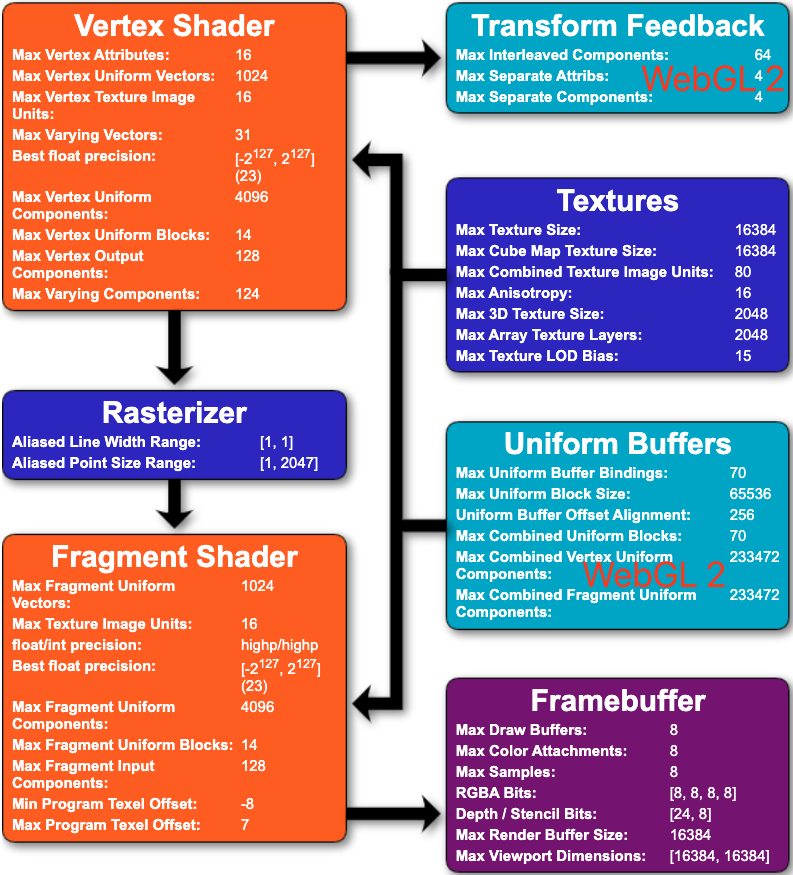 Vertex Shader
Max Vertex Attributes: 16
Max Vertex Uniform Vectors: 1024
Max Vertex Texture Image 16
Units:
Max Varying Vectors: 31
Best float precision: [-2^127, 2^127]
(23)
Max Vertex Uniform 4096
Components:
Max Vertex Uniform Blocks: 14
Max Vertex Output 128
Components:
Max Varying Components: 124
Transform Feedback
Max Interleaved Components: 64
Max Separate Attribs: 4
Max Separate Components: 4
WebGL 2
Textures
Max Texture Size: 16384
Max Cube Map Texture Size: 16384
Max Combined Texture Image Units: 80
Max Anisotropy: 16
Max 3D Texture Size: 2048
Max Array Texture Layers: 2048
Max Texture LOD Bias: 15
Rasterizer
Aliased Line Width Range: [1, 1]
Aliased Point Size Range: [1, 2047]
Uniform Buffers
Max Uniform Buffer Bindings: 70
Max Uniform Block Size: 65536
Uniform Buffer Offset Alignment: 256
Max Combined Uniform Blocks: 70
Max Combined Vertex Uniform 233472
Components:
Max Combined Fragment Uniform 233472
Components:
WebGL 2
Fragment Shader
Max Fragment Uniform 1024
Vectors:
Max Texture Image Units: 16
float/int precision: highp/highp
Best float precision: [-2^127, 2^127]
(23)
Max Fragment Uniform 4096
Components:
Max Fragment Uniform Blocks: 14
Max Fragment Input 128
Components:
Min Program Texel Offset: -8
Max Program Texel Offset: 7
Framebuffer
Max Draw Buffers: 8
Max Color Attachments: 8
Max Samples: 8
RGBA Bits: [8, 8, 8, 8]
Depth / Stencil Bits: [24, 8]
Max Render Buffer Size: 16384
Max Viewport Dimensions: [16384, 16384]